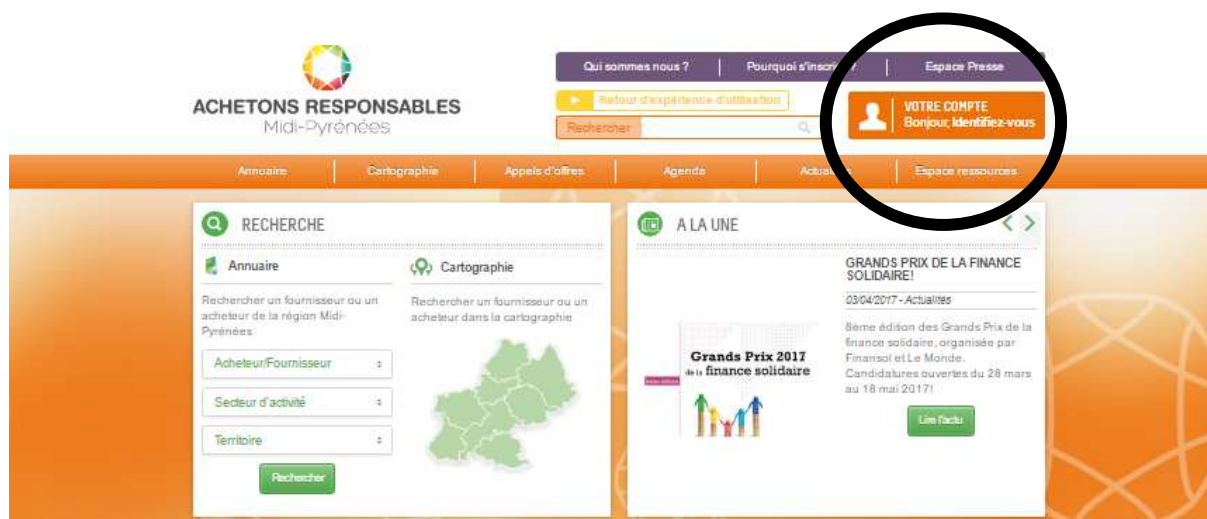 ACHETONS RESPONSABLES
Midi-Pyrénées
Qui sommes nous ?
Pourquoi s'inscri
Espace Presse
Retour d'expérience d'utilisation
Rechercher
VOTRE COMPTE
Bonjour, Identifiez-vous
Annuaire
Cartographie
Appels d'offres
Agenda
Espace ressources
RECHERCHE
Annuaire
Rechercher un fournisseur ou un
acheteur de la région Midi-
Pyrénées
Acheteur/Fournisseur
Secteur d'activité
Territoire
Rechercher
Cartographie
Rechercher un fournisseur ou un
acheteur dans la cartographie
A LA UNE
Grands Prix 2017
de la finance solidaire
GRANDS PRIX DE LA FINANCE
SOLIDAIRE!
03/04/2017 - Actualités
8ème édition des Grands Prix de la
finance solidaire, organisée par
Finansol et Le Monde.
Candidatures ouvertes du 28 mars
au 18 mai 2017!
Lire l'actu